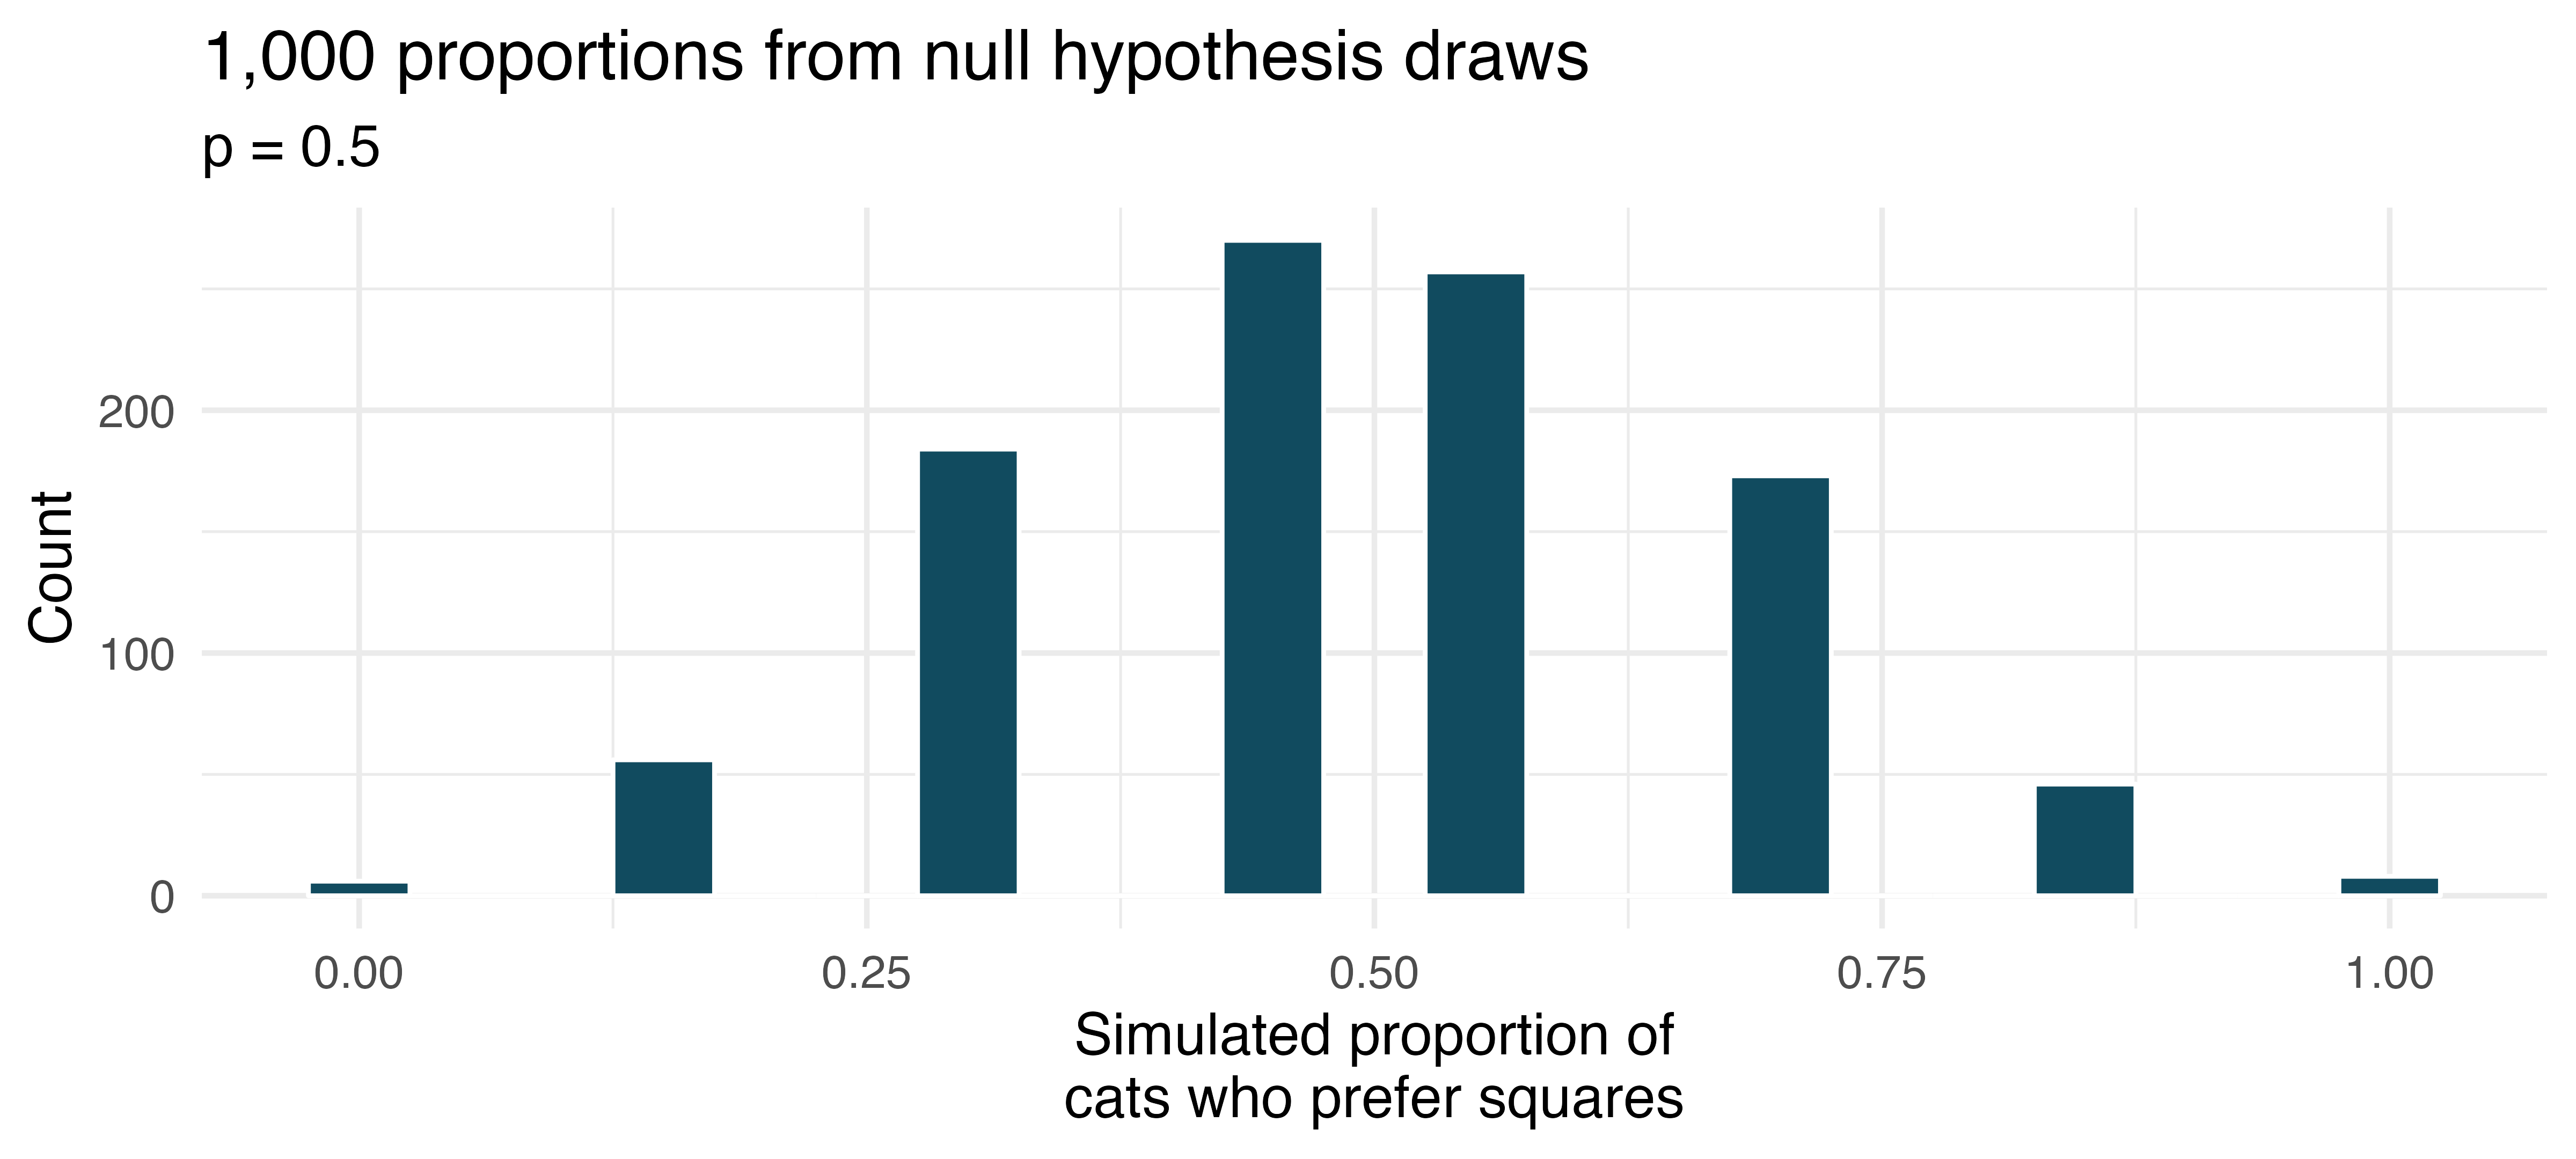 1,000 proportions from null hypothesis draws
p = 0.5
Count
200
100
0
0.00 0.25 0.50 0.75 1.00
Simulated proportion of
cats who prefer squares